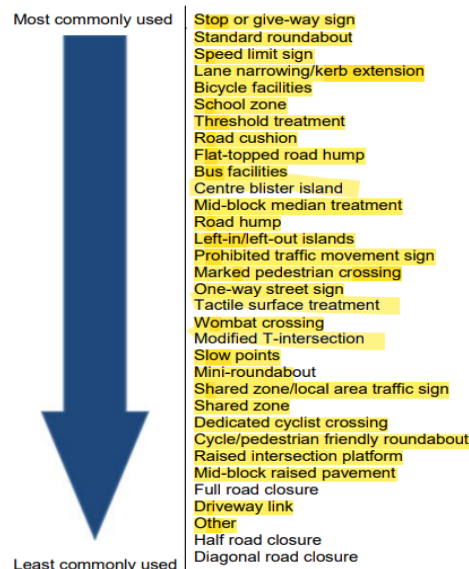 Most commonly used
Stop or give-way sign
Standard roundabout
Speed limit sign
Lane narrowing/kerb extension
Bicycle facilities
School zone
Threshold treatment
Road cushion
Flat-topped road hump
Bus facilities
Centre blister island
Mid-block median treatment
Road hump
Left-in/left-out islands
Prohibited traffic movement sign
Marked pedestrian crossing
One-way street sign
Tactile surface treatment
Wombat crossing
Modified T-intersection
Slow points
Mini-roundabout
Shared zone/local area traffic sign
Shared zone
Dedicated cyclist crossing
Cycle/pedestrian friendly roundabout
Raised intersection platform
Mid-block raised pavement
Full road closure
Driveway link
Other
Half road closure
Diagonal road closure
Least commonly used